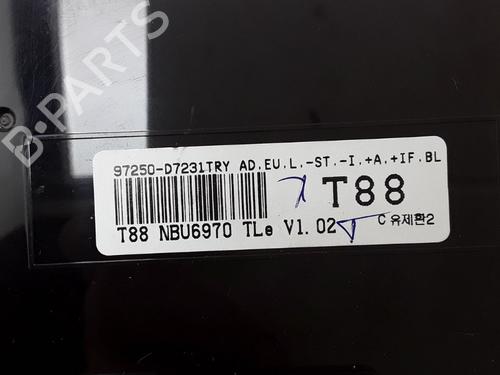 B-PARTS
97250-D7231TRY AD.EU.L.-ST.-I.+A.+IF.BL
T88
T88 NBU6970 TLe V1.02
C 유제환2